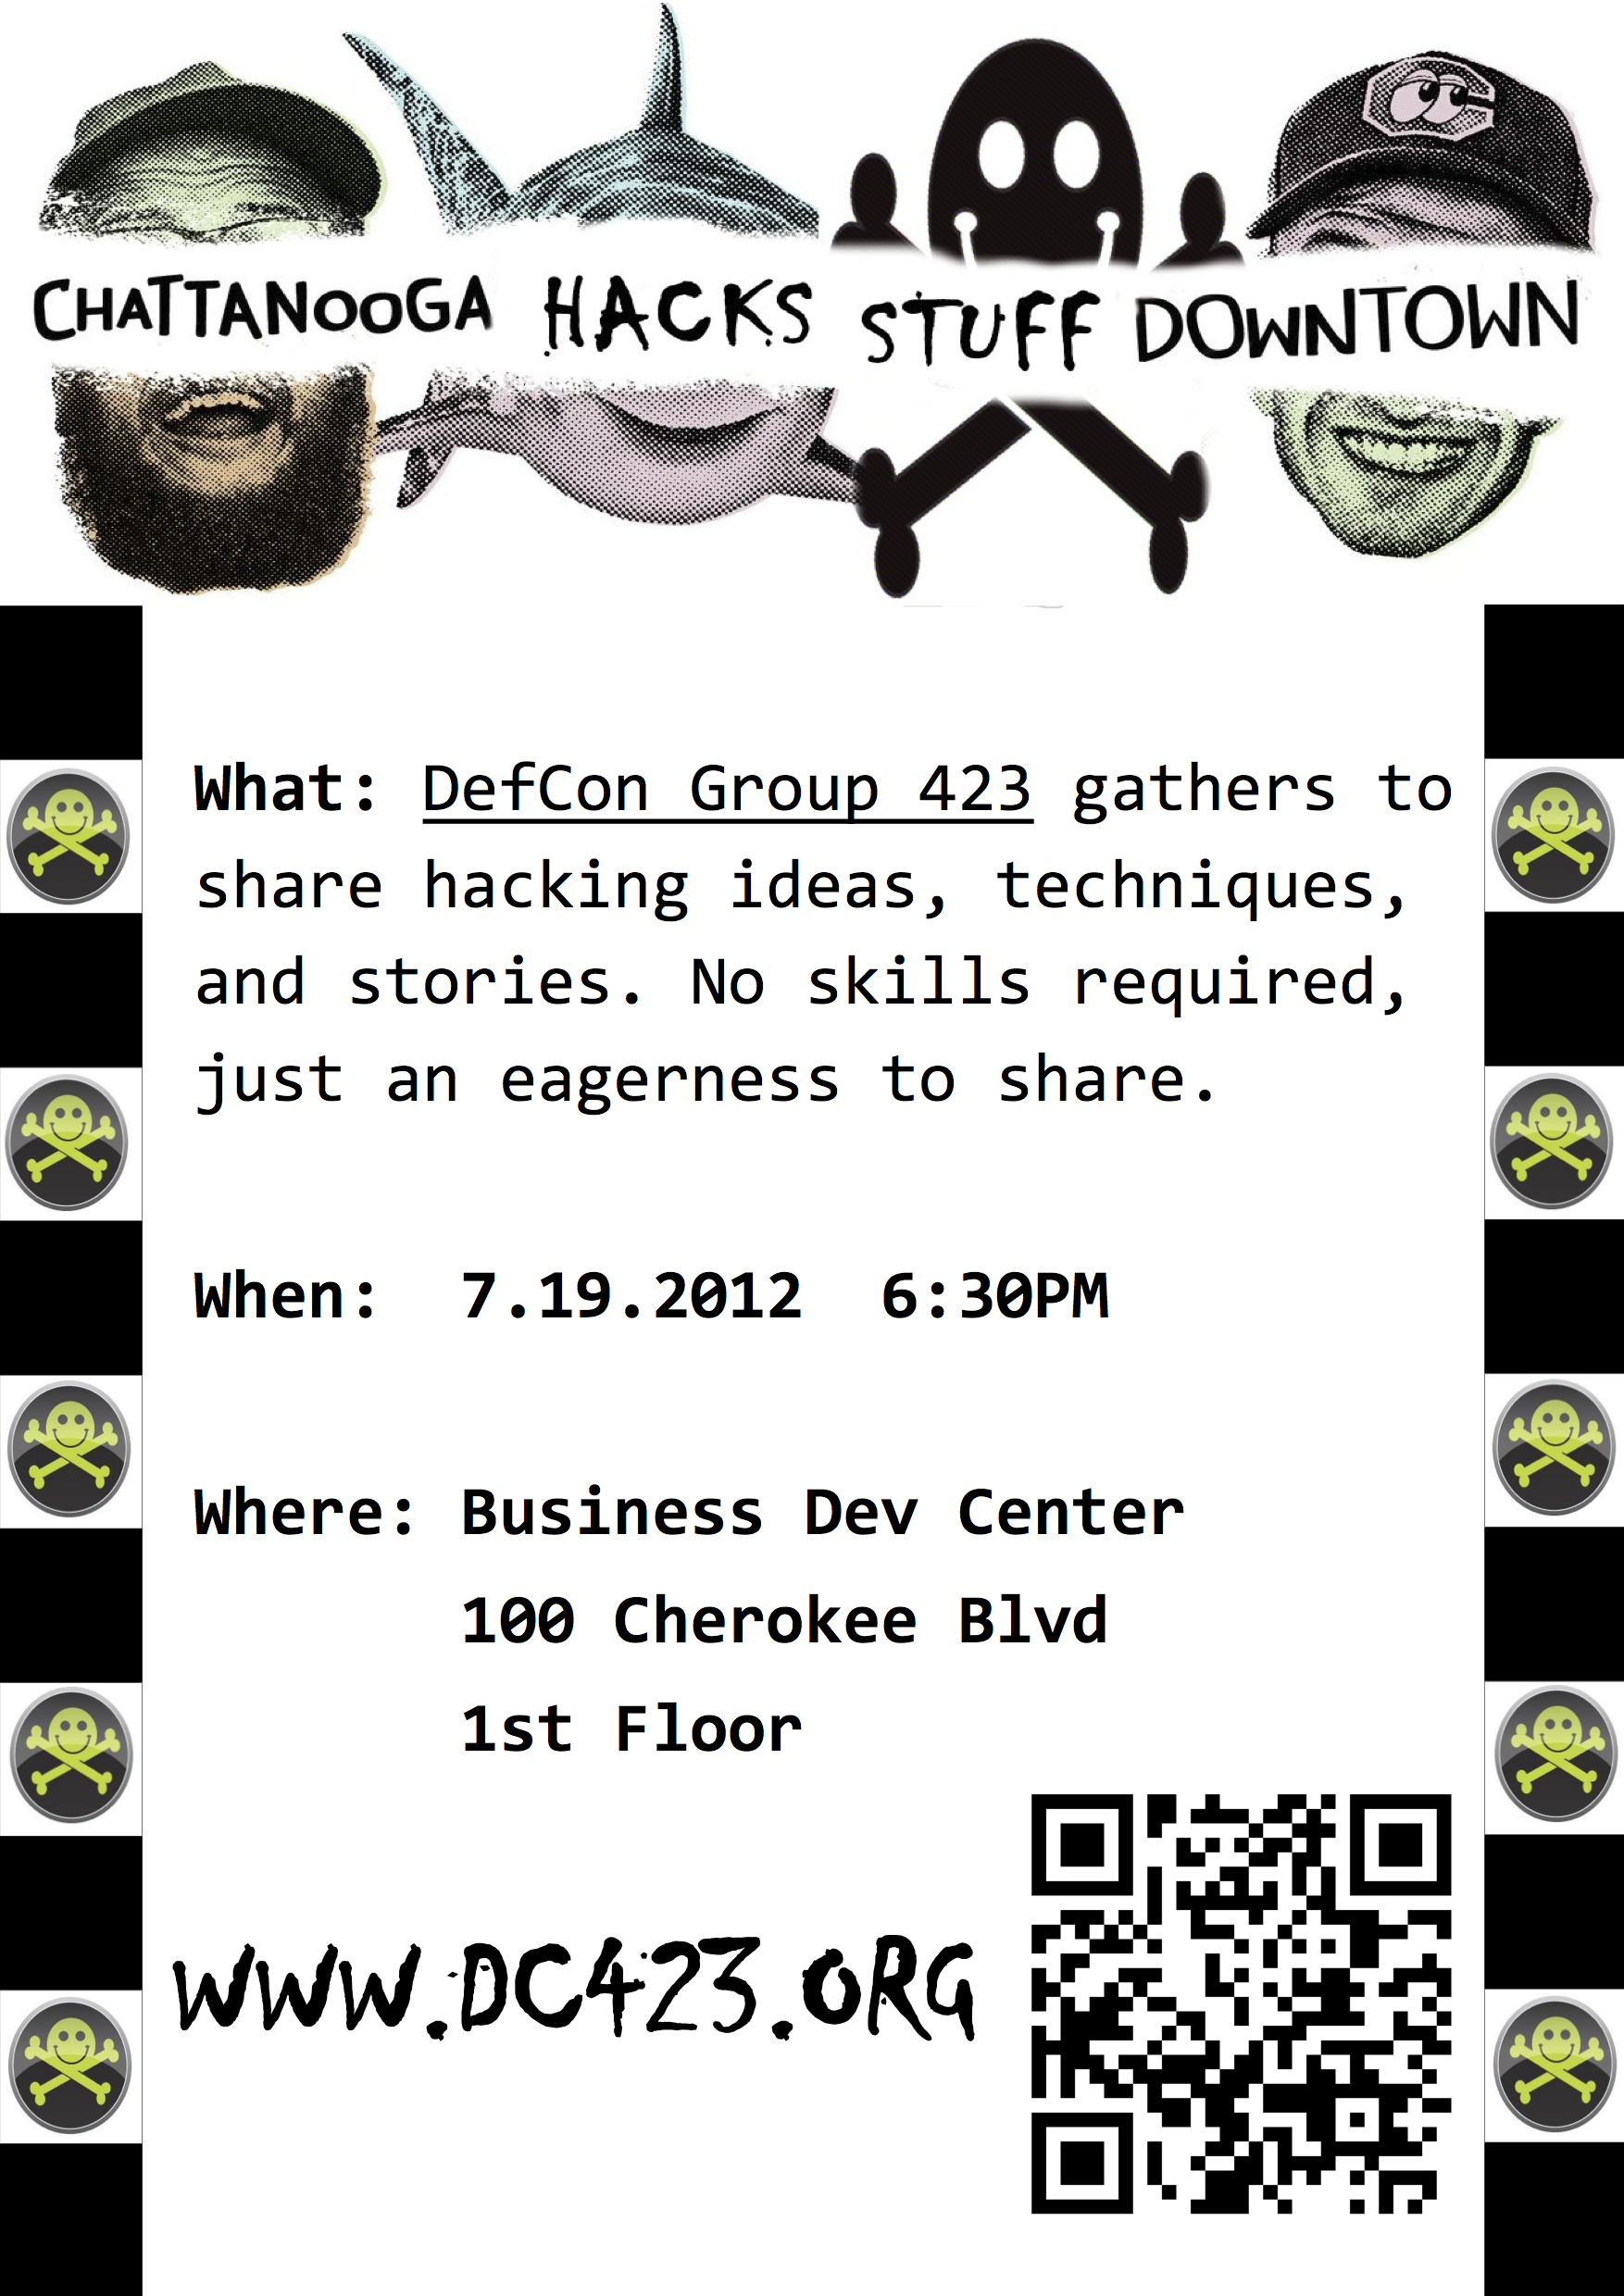 CHATTANOOGA HACKS STUFF DOWNTOWN
What: DefCon Group 423 gathers to
share hacking ideas, techniques,
and stories. No skills required,
just an eagerness to share.
When: 7.19.2012 6:30PM
Where: Business Dev Center
100 Cherokee Blvd
1st Floor
WWW.DC423.ORG